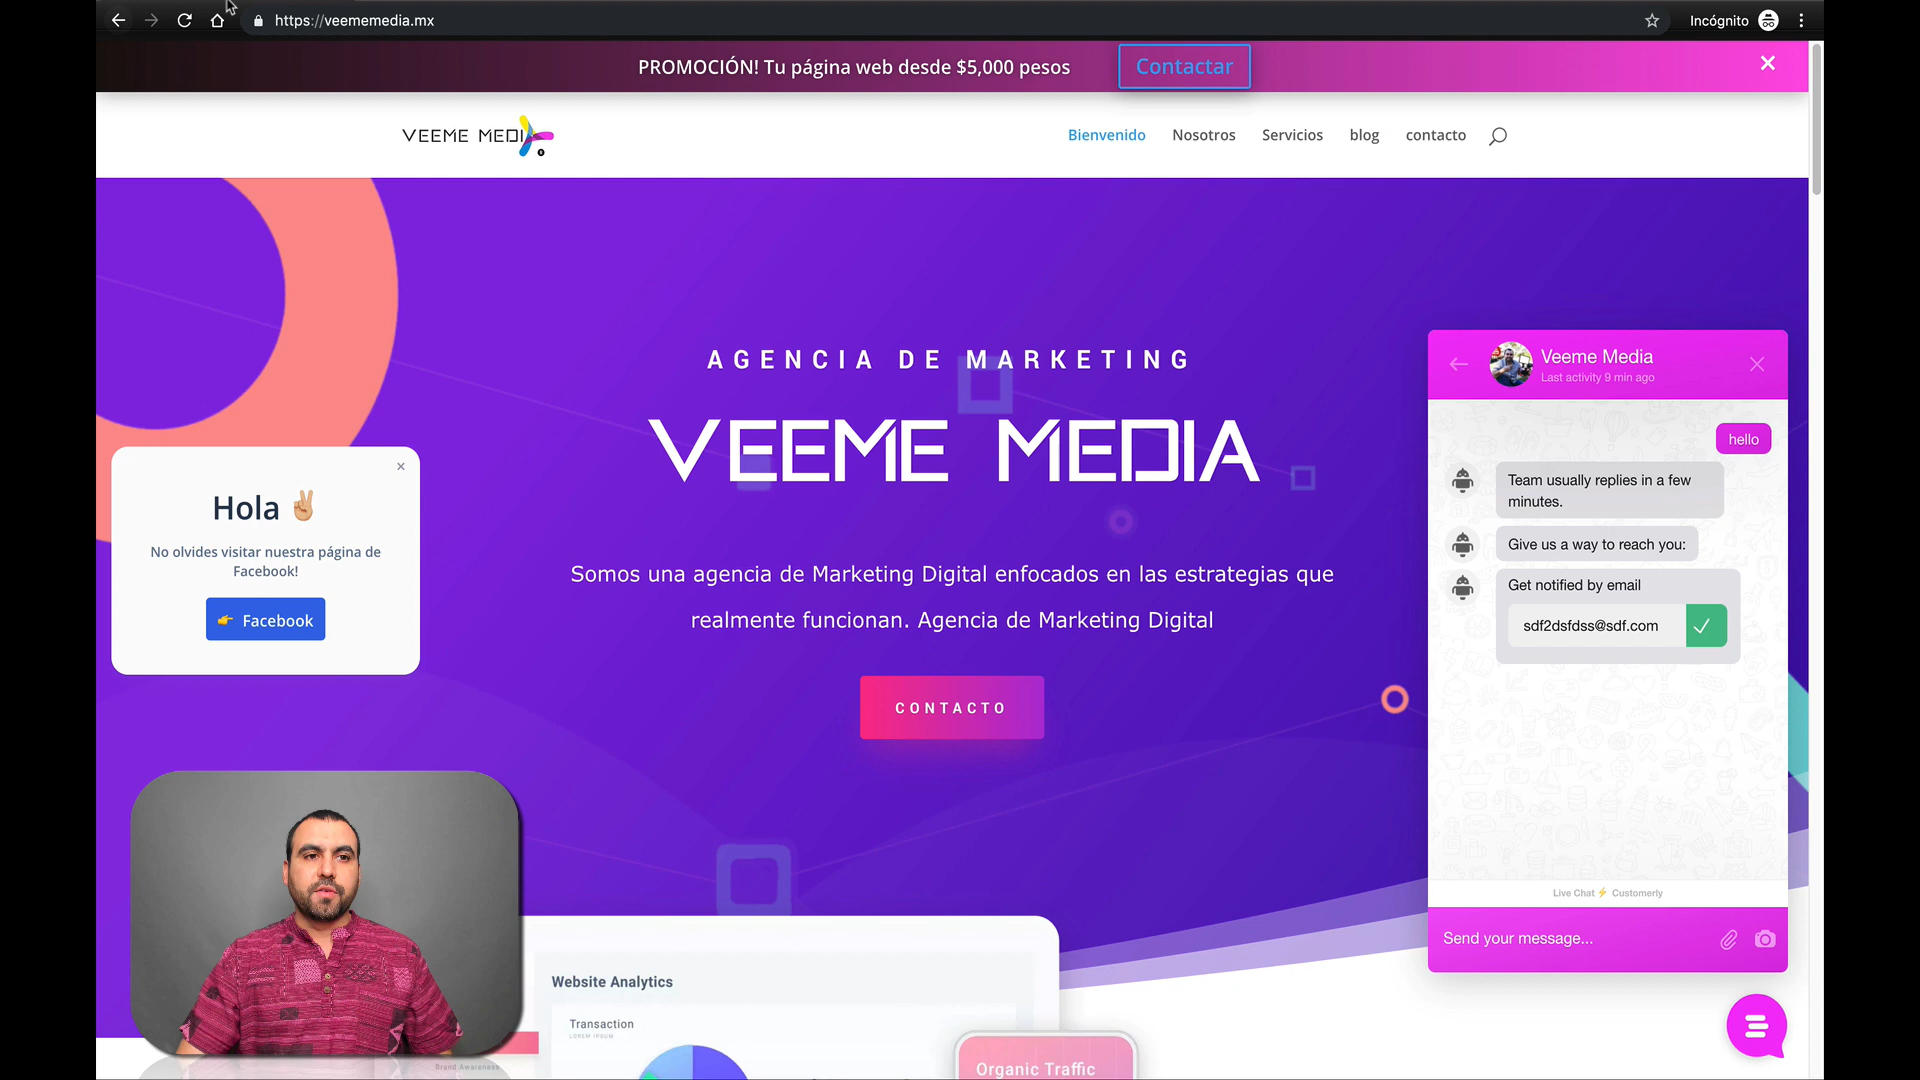 https://veememedia.mx
Incógnito
PROMOCIÓN! Tu página web desde $5,000 pesos
Contactar
VEEME MEDIA
Bienvenido
Nosotros
Servicios
blog
contacto
AGENCIA DE MARKETING
VEEME MEDIA
Somos una agencia de Marketing Digital enfocados en las estrategias que
realmente funcionan. Agencia de Marketing Digital
CONTACTO
Hola ✌🏼
No olvides visitar nuestra página de
Facebook!
👉 Facebook
Veeme Media
Last activity 9 min ago
hello
Team usually replies in a few
minutes.
Give us a way to reach you:
Get notified by email
sdf2dsfdss@sdf.com
Live Chat ⚡ Customerly
Send your message...
Website Analytics
Transaction
LOREM IPSUM
Organic Traffic
Brand Awareness